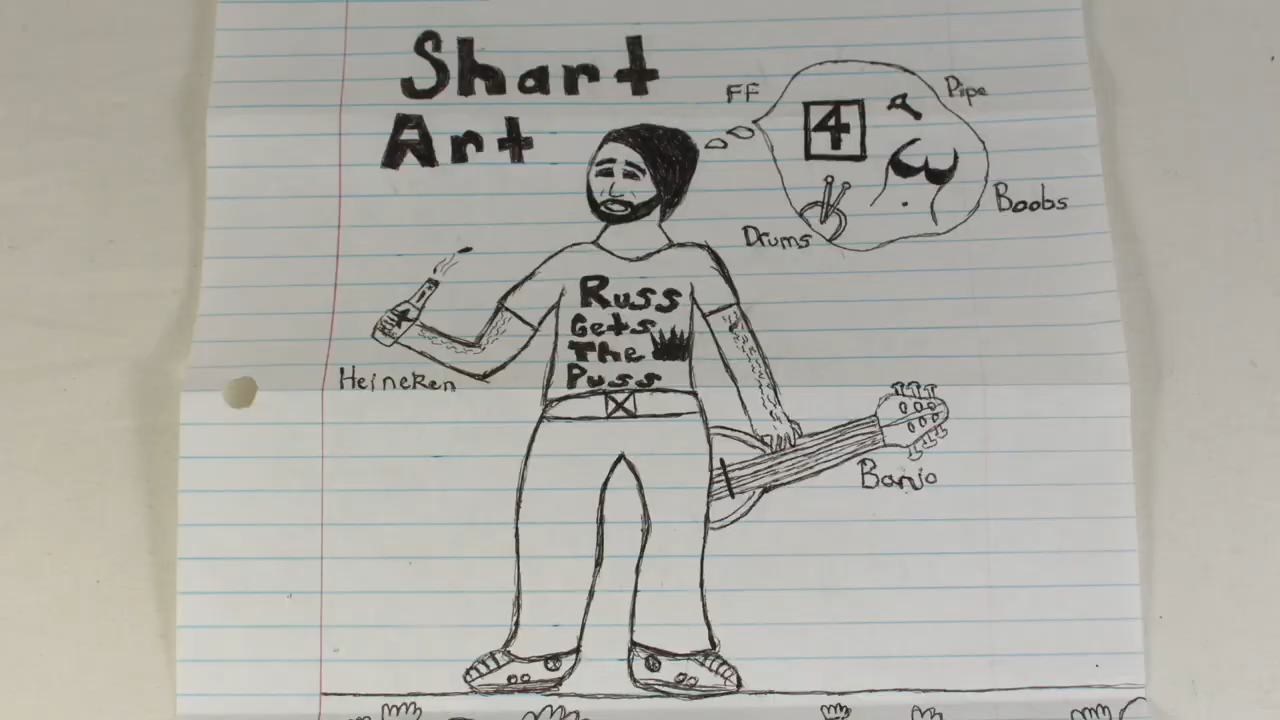 Shart
Art
FF
4
Pipe
Boobs
Drums
Russ
Gets
The
Puss
Heineken
Banjo